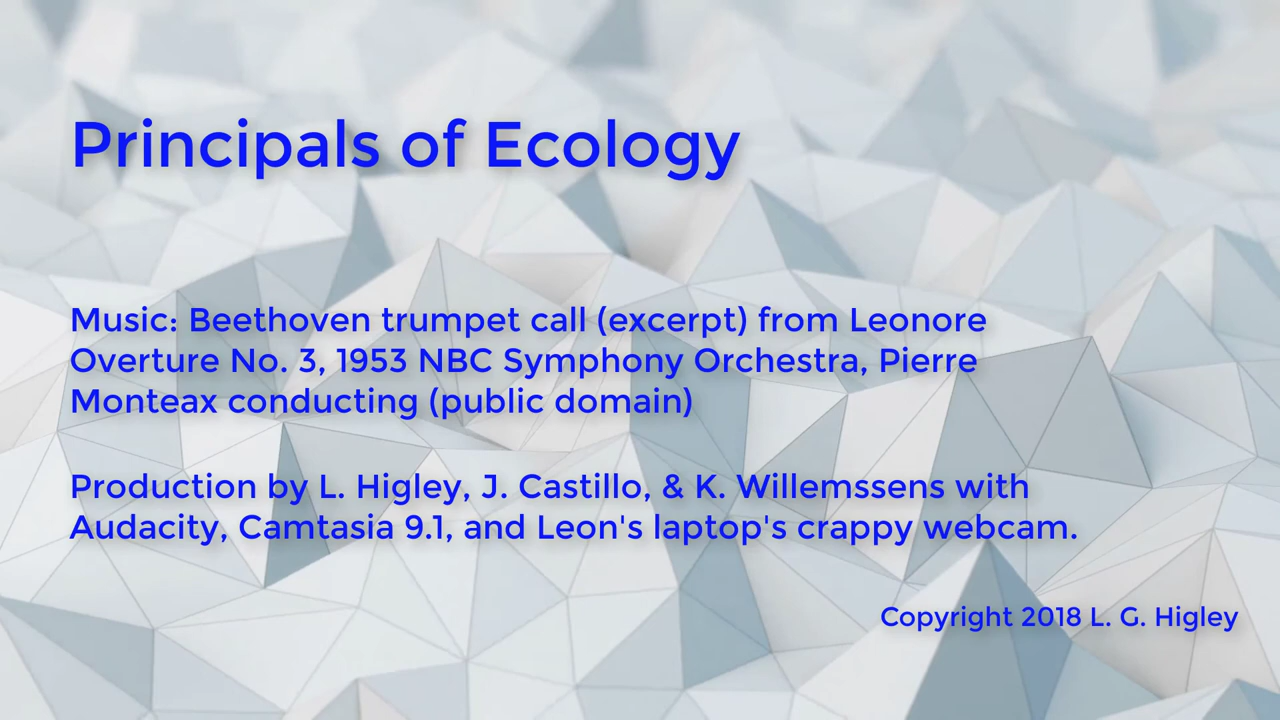 Principals of Ecology
Music: Beethoven trumpet call (excerpt) from Leonore
Overture No. 3, 1953 NBC Symphony Orchestra, Pierre
Monteax conducting (public domain)
Production by L. Higley, J. Castillo, & K. Willemssens with
Audacity, Camtasia 9.1, and Leon's laptop's crappy webcam.
Copyright 2018 L. G. Higley